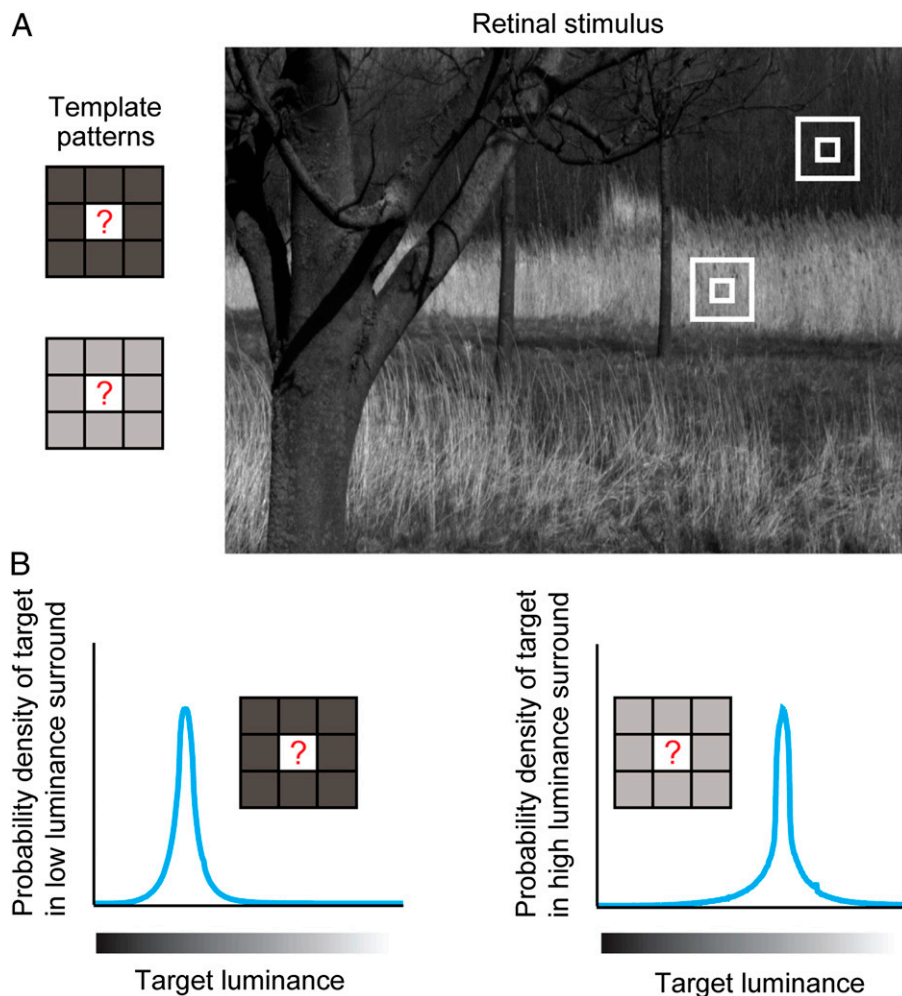 A
Retinal stimulus
Template
patterns
?
?
B
Probability density of target
in low luminance surround
?
Target luminance
Probability density of target
in high luminance surround
?
Target luminance